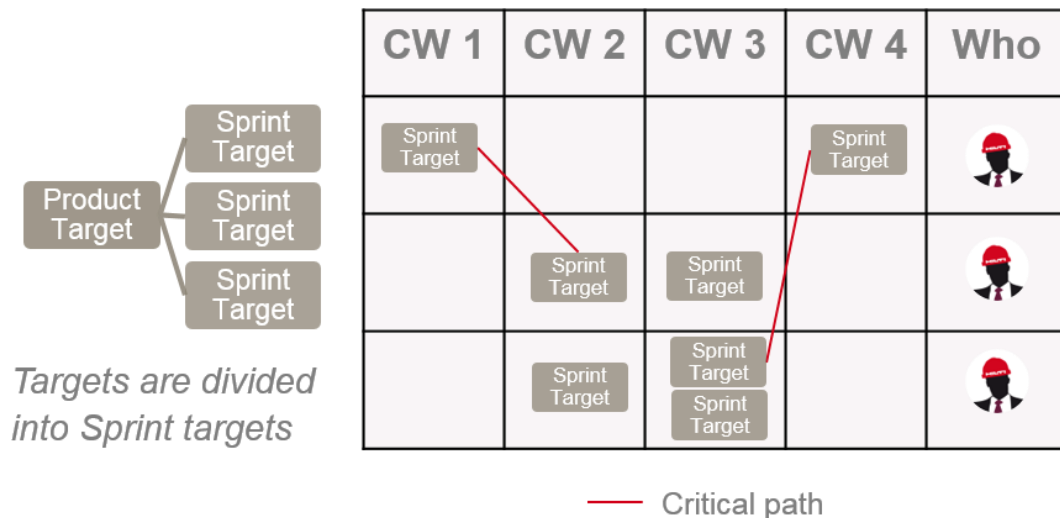 CW 1 CW 2 CW 3 CW 4 Who
Sprint
Target
Sprint
Target
Sprint
Target
Product
Target
Targets are divided
into Sprint targets
Sprint
Target
Sprint
Target
Sprint
Target
Sprint
Target
Sprint
Target
Sprint
Target
Sprint
Target
Critical path